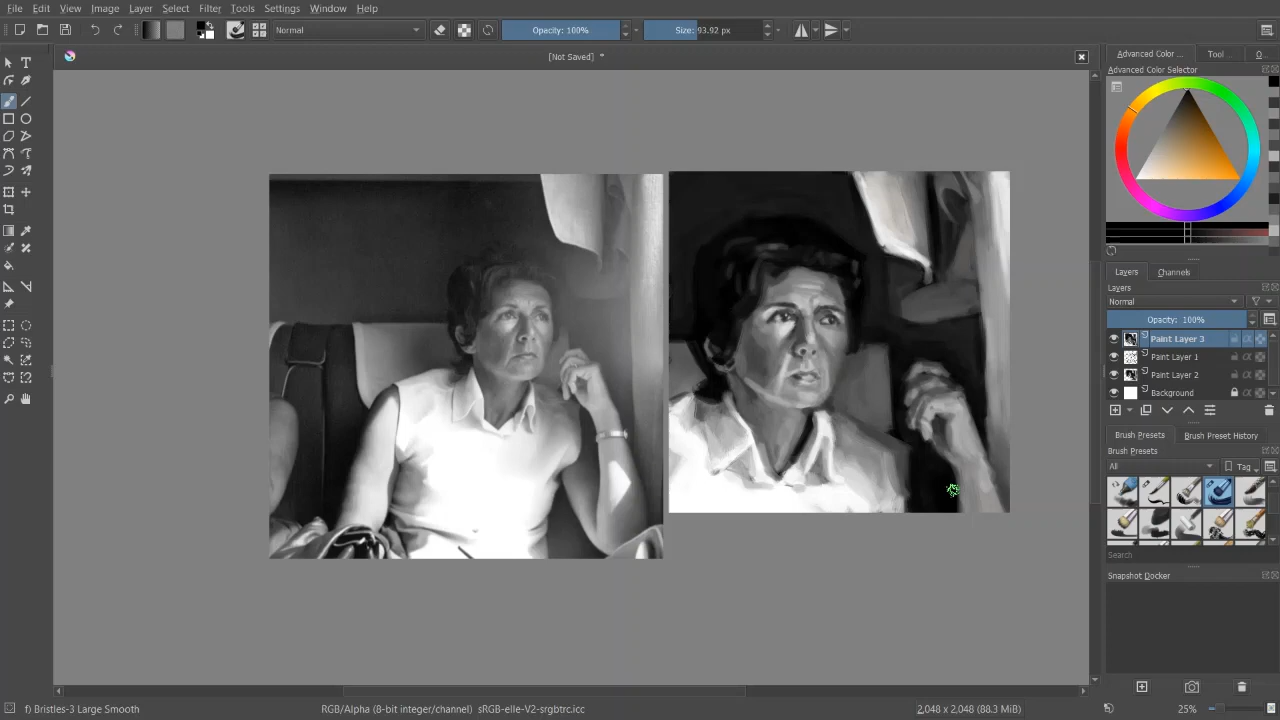 File Edit View Image Layer Select Filter Tools Settings Window Help
Normal Opacity: 100% Size: 93.92 px
[Not Saved] *
Advanced Color ... Tool ... O...
Advanced Color Selector
Layers Channels
Layers
Normal
Opacity: 100%
Paint Layer 3
Paint Layer 1
Paint Layer 2
Background
Brush Presets Brush Preset History
Brush Presets
All Tag
Search
Snapshot Docker
f) Bristles-3 Large Smooth RGB/Alpha (8-bit integer/channel) sRGB-elle-V2-srgbtrc.icc 2,048 x 2,048 (88.3 MiB) 25%